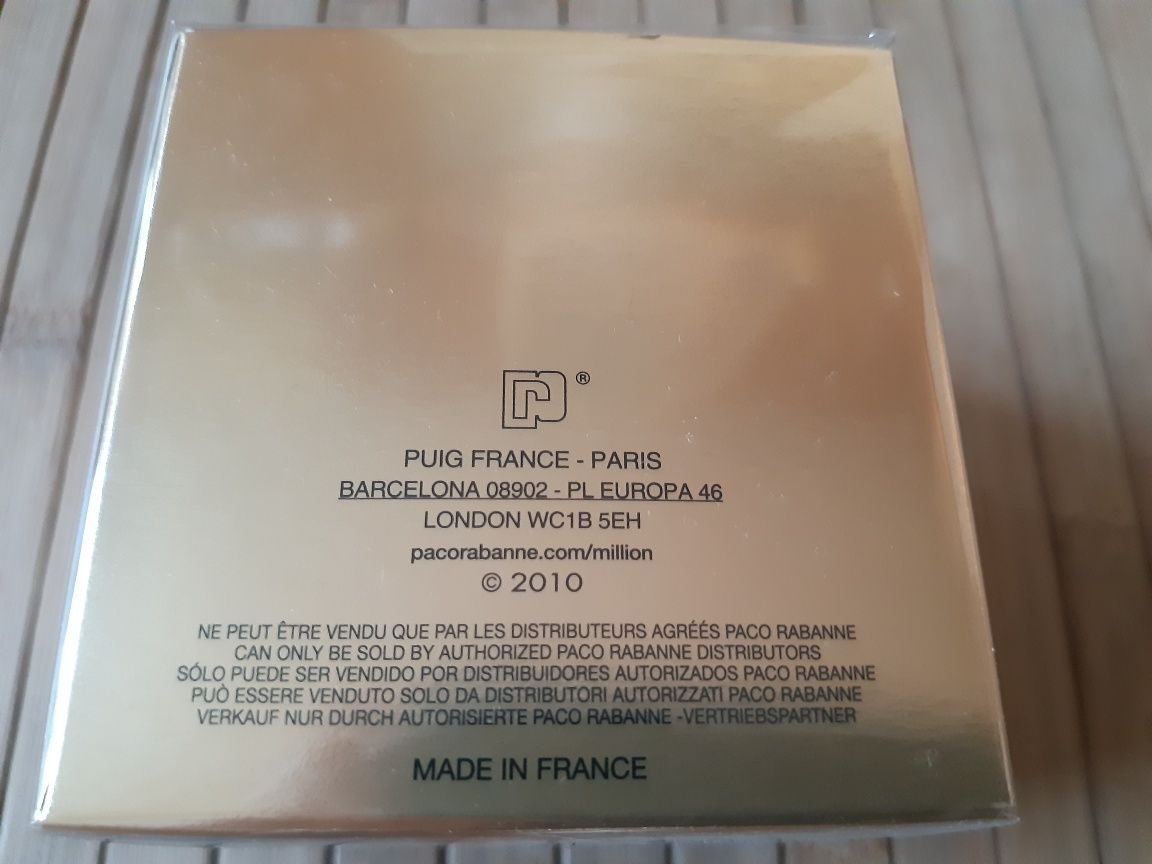 ®
PUIG FRANCE - PARIS
BARCELONA 08902 - PL EUROPA 46
LONDON WC1B 5EH
pacorabanne.com/million
© 2010
NE PEUT ÊTRE VENDU QUE PAR LES DISTRIBUTEURS AGRÉÉS PACO RABANNE
CAN ONLY BE SOLD BY AUTHORIZED PACO RABANNE DISTRIBUTORS
SÓLO PUEDE SER VENDIDO POR DISTRIBUIDORES AUTORIZADOS PACO RABANNE
PUÒ ESSERE VENDUTO SOLO DA DISTRIBUTORI AUTORIZZATI PACO RABANNE
VERKAUF NUR DURCH AUTORISIERTE PACO RABANNE -VERTRIEBSPARTNER
MADE IN FRANCE